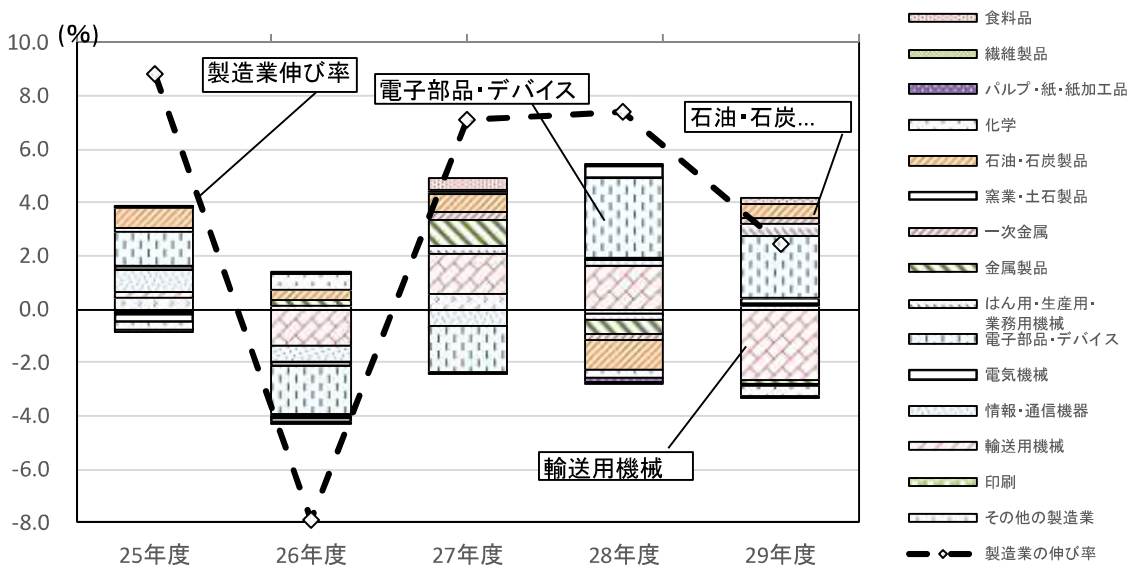 (%)
10.0
8.0
6.0
4.0
2.0
0.0
-2.0
-4.0
-6.0
-8.0
製造業伸び率
電子部品・デバイス
石油・石炭...
輸送用機械
25年度
26年度
27年度
28年度
29年度
食料品
繊維製品
パルプ・紙・紙加工品
化学
石油・石炭製品
窯業・土石製品
一次金属
金属製品
はん用・生産用・
業務用機械
電子部品・デバイス
電気機械
情報・通信機器
輸送用機械
印刷
その他の製造業
製造業の伸び率